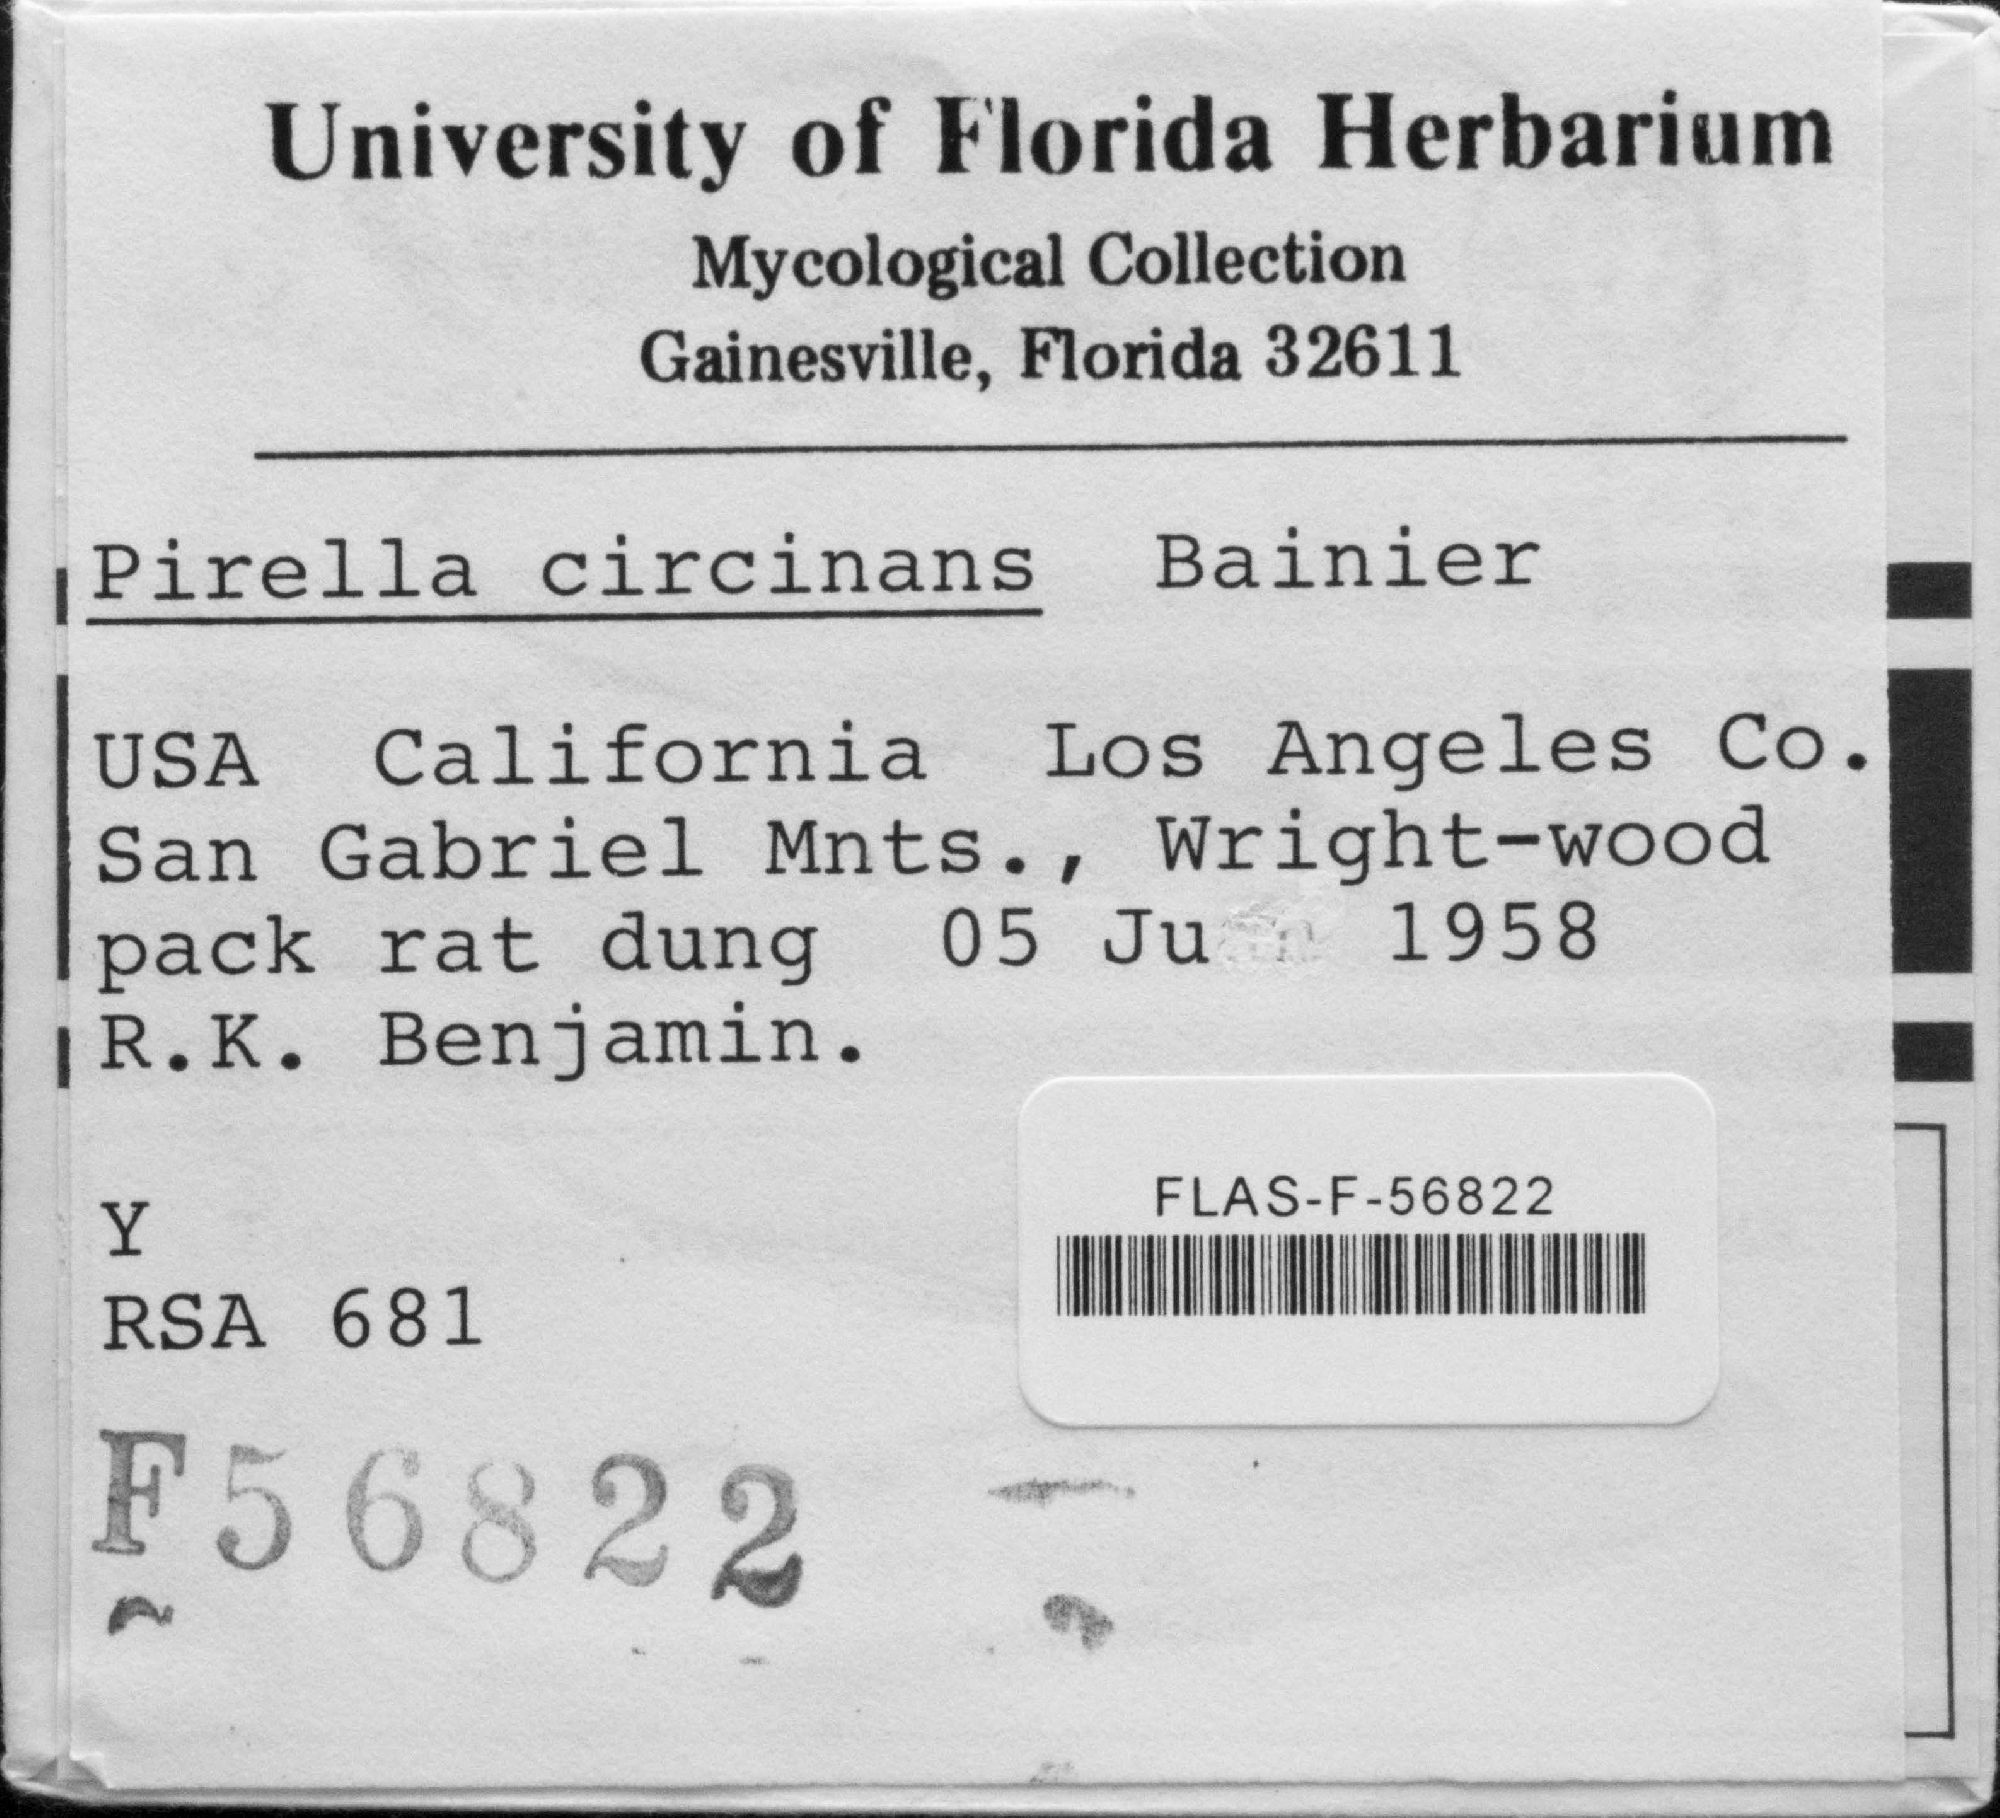 University of Florida Herbarium
Mycological Collection
Gainesville, Florida 32611
Pirella circinans Bainier
USA California Los Angeles Co.
San Gabriel Mnts., Wright-wood
pack rat dung 05 Ju 1958
R.K. Benjamin.
Y
RSA 681
FLAS-F-56822
F56822